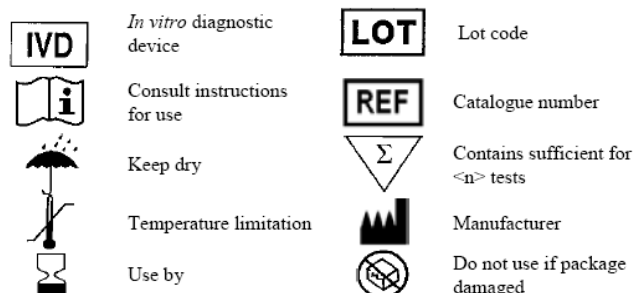 IVD
In vitro diagnostic
device
LOT
Lot code
i
Consult instructions
for use
REF
Catalogue number
Keep dry
Σ
Contains sufficient for
<n> tests
Temperature limitation
Manufacturer
Use by
Do not use if package
damaged